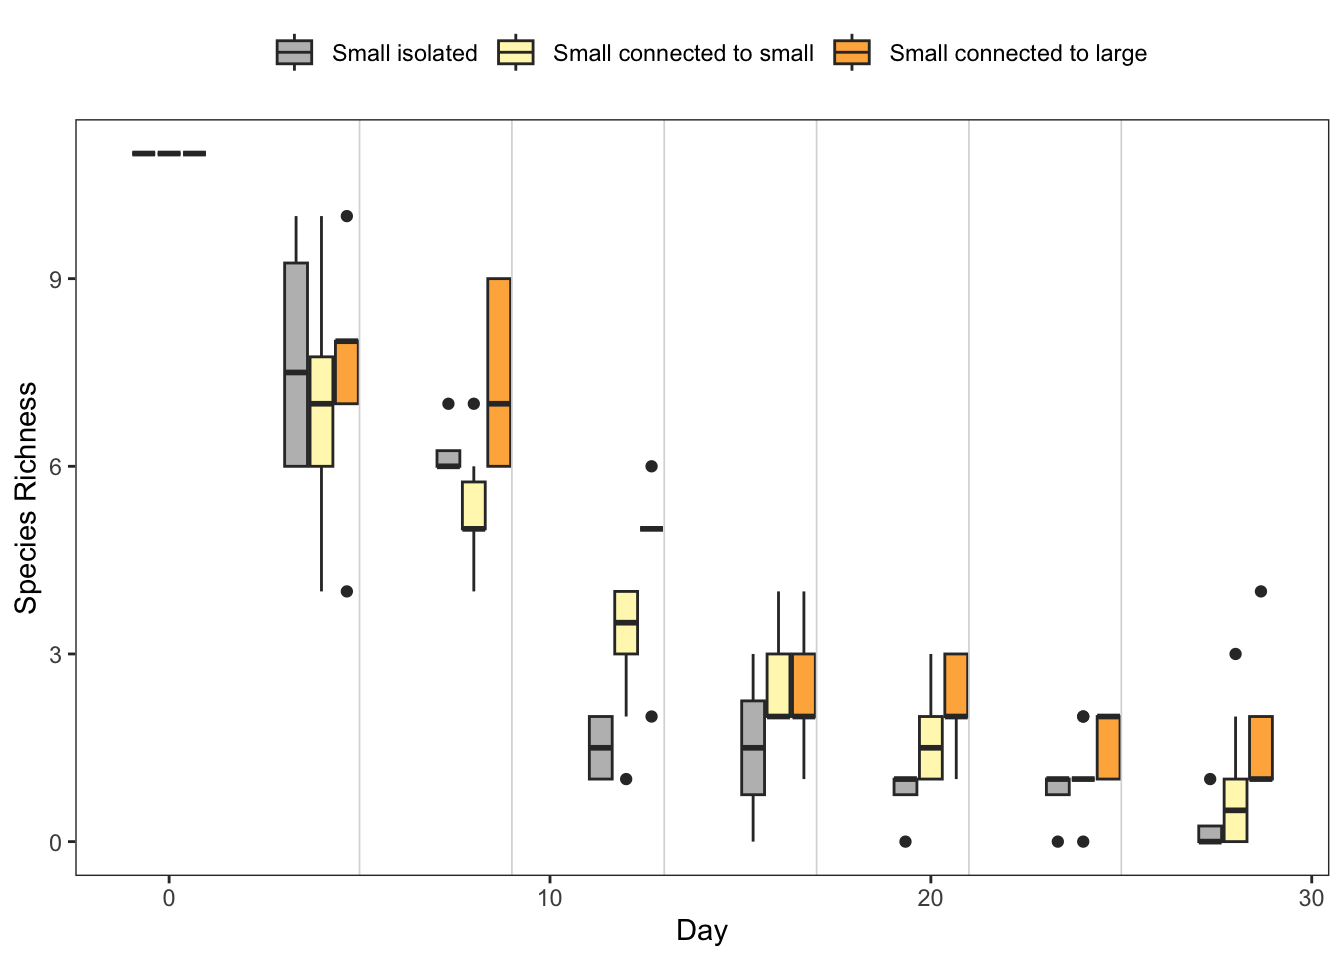 Small isolated Small connected to small Small connected to large
Species Richness
9
6
3
0
0 10 20 30
Day